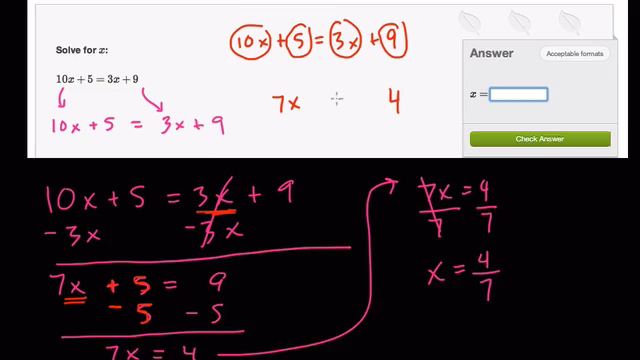 Solve for x:
10x + 5 = 3x + 9
10x + 5 = 3x + 9
10x + 5 = 3x + 9
7x 4
Answer
Acceptable formats
x =
Check Answer
10x + 5 = 3x + 9
- 3x - 3x
7x + 5 = 9
- 5 - 5
7x = 4
7x = 4
7 7
x = 4
7